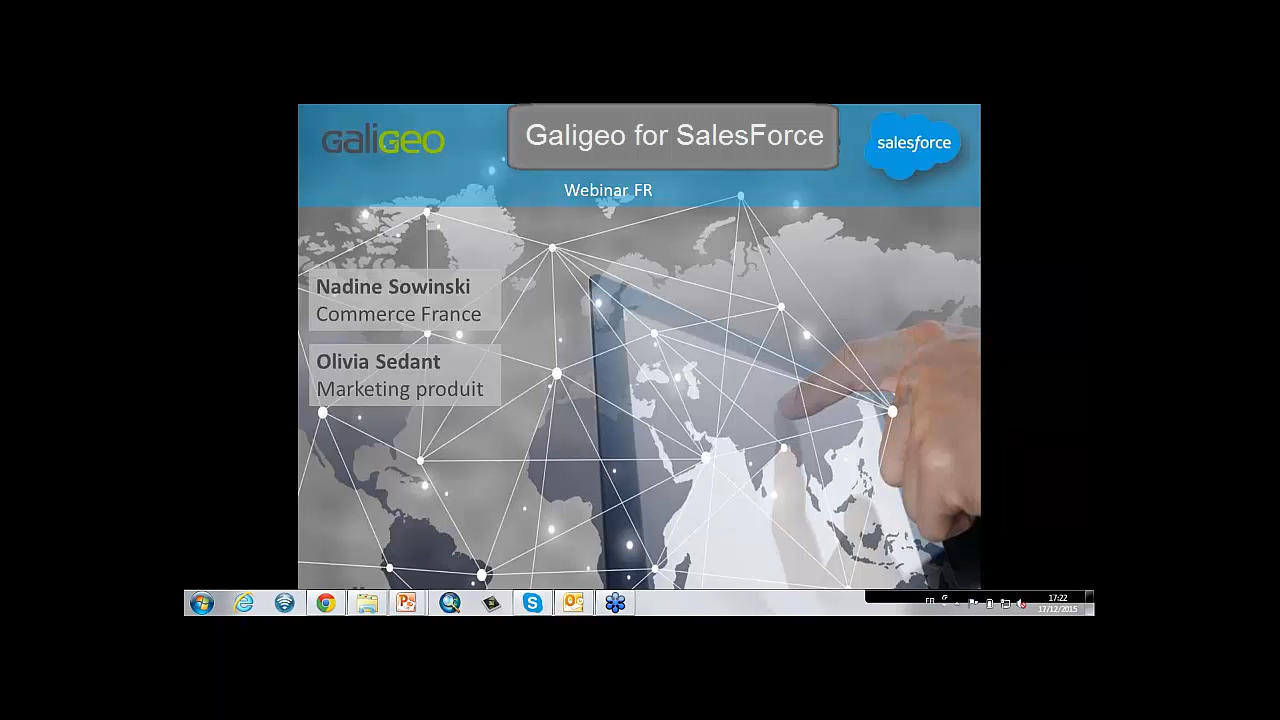 galigeo
Galigeo for SalesForce
salesforce
Webinar FR
Nadine Sowinski
Commerce France
Olivia Sedant
Marketing produit
FR
17:22
17/12/2015